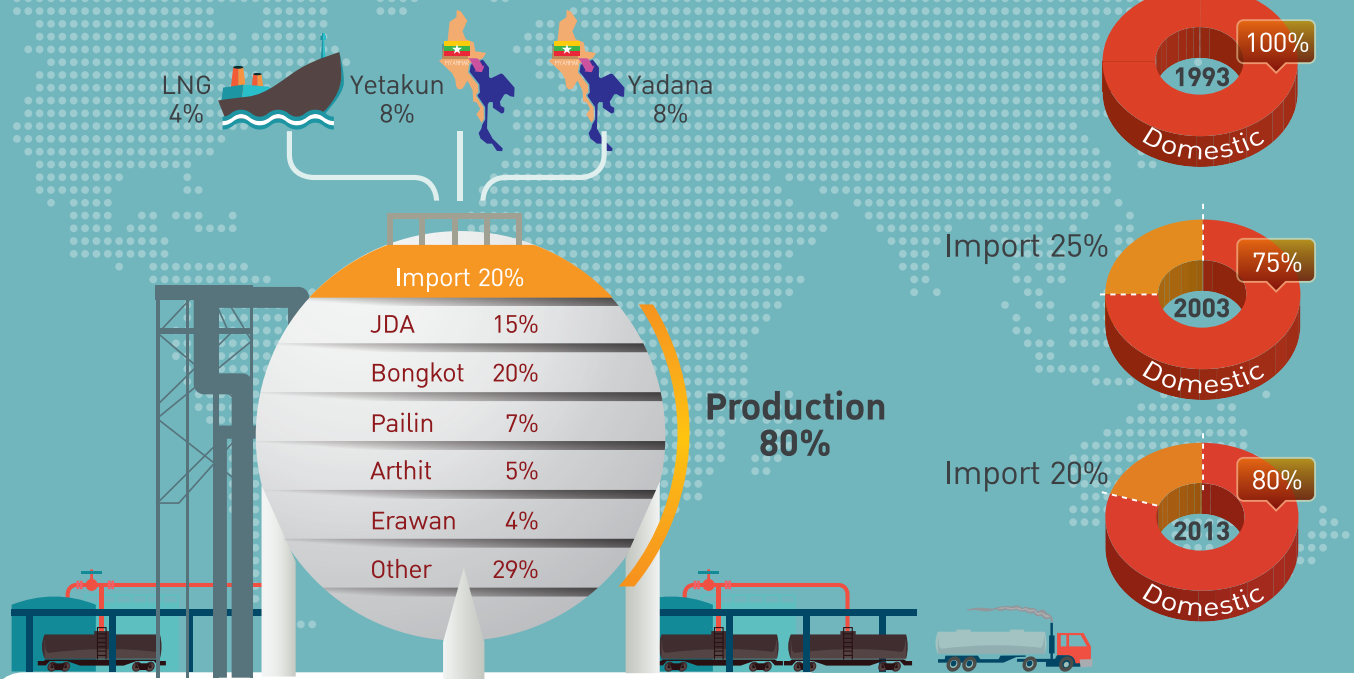 LNG
4%
Yetakun
8%
Yadana
8%
Import 20%
JDA 15%
Bongkot 20%
Pailin 7%
Arthit 5%
Erawan 4%
Other 29%
Production
80%
100%
1993
Domestic
Import 25%
75%
2003
Domestic
Import 20%
80%
2013
Domestic